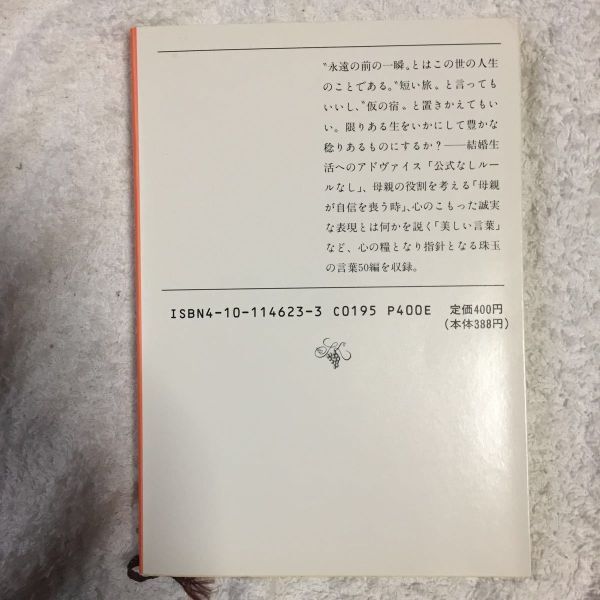 〝永遠の前の一瞬〟とはこの世の人生
のことである。〝短い旅〟と言っても
いいし、〝仮の宿〟と置きかえてもい
い。限りある生をいかにして豊かな
稔りあるものにするか？――結婚生
活へのアドヴァイス「公式なしルー
ルなし」、母親の役割を考える「母親
が自信を喪う時」、心のこもった誠実
な表現とは何かを説く「美しい言葉」
など、心の糧となり指針となる珠玉
の言葉50編を収録。
ISBN4-10-114623-3 C0195 P400E 定価400円
(本体388円)